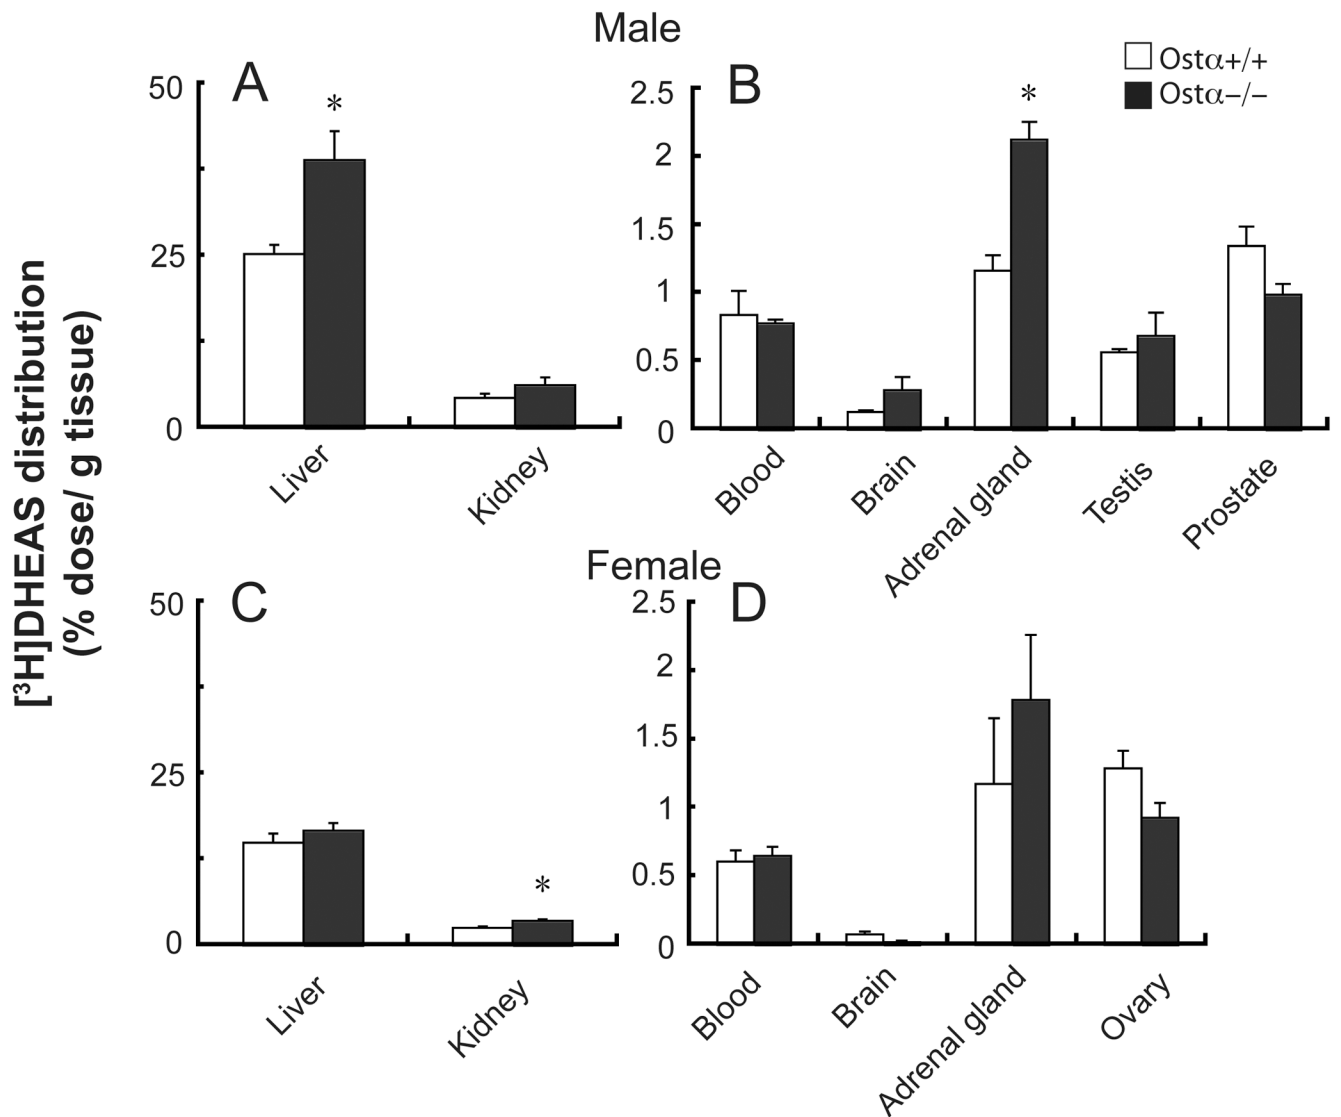 Male
Ostα+/+
Ostα−/−
[³H]DHEAS distribution
(% dose/ g tissue)
A
50
25
0
*
Liver
Kidney
B
2.5
2
1.5
1
0.5
0
*
Blood
Brain
Adrenal gland
Testis
Prostate
Female
C
50
25
0
*
Liver
Kidney
D
2.5
2
1.5
1
0.5
0
Blood
Brain
Adrenal gland
Ovary